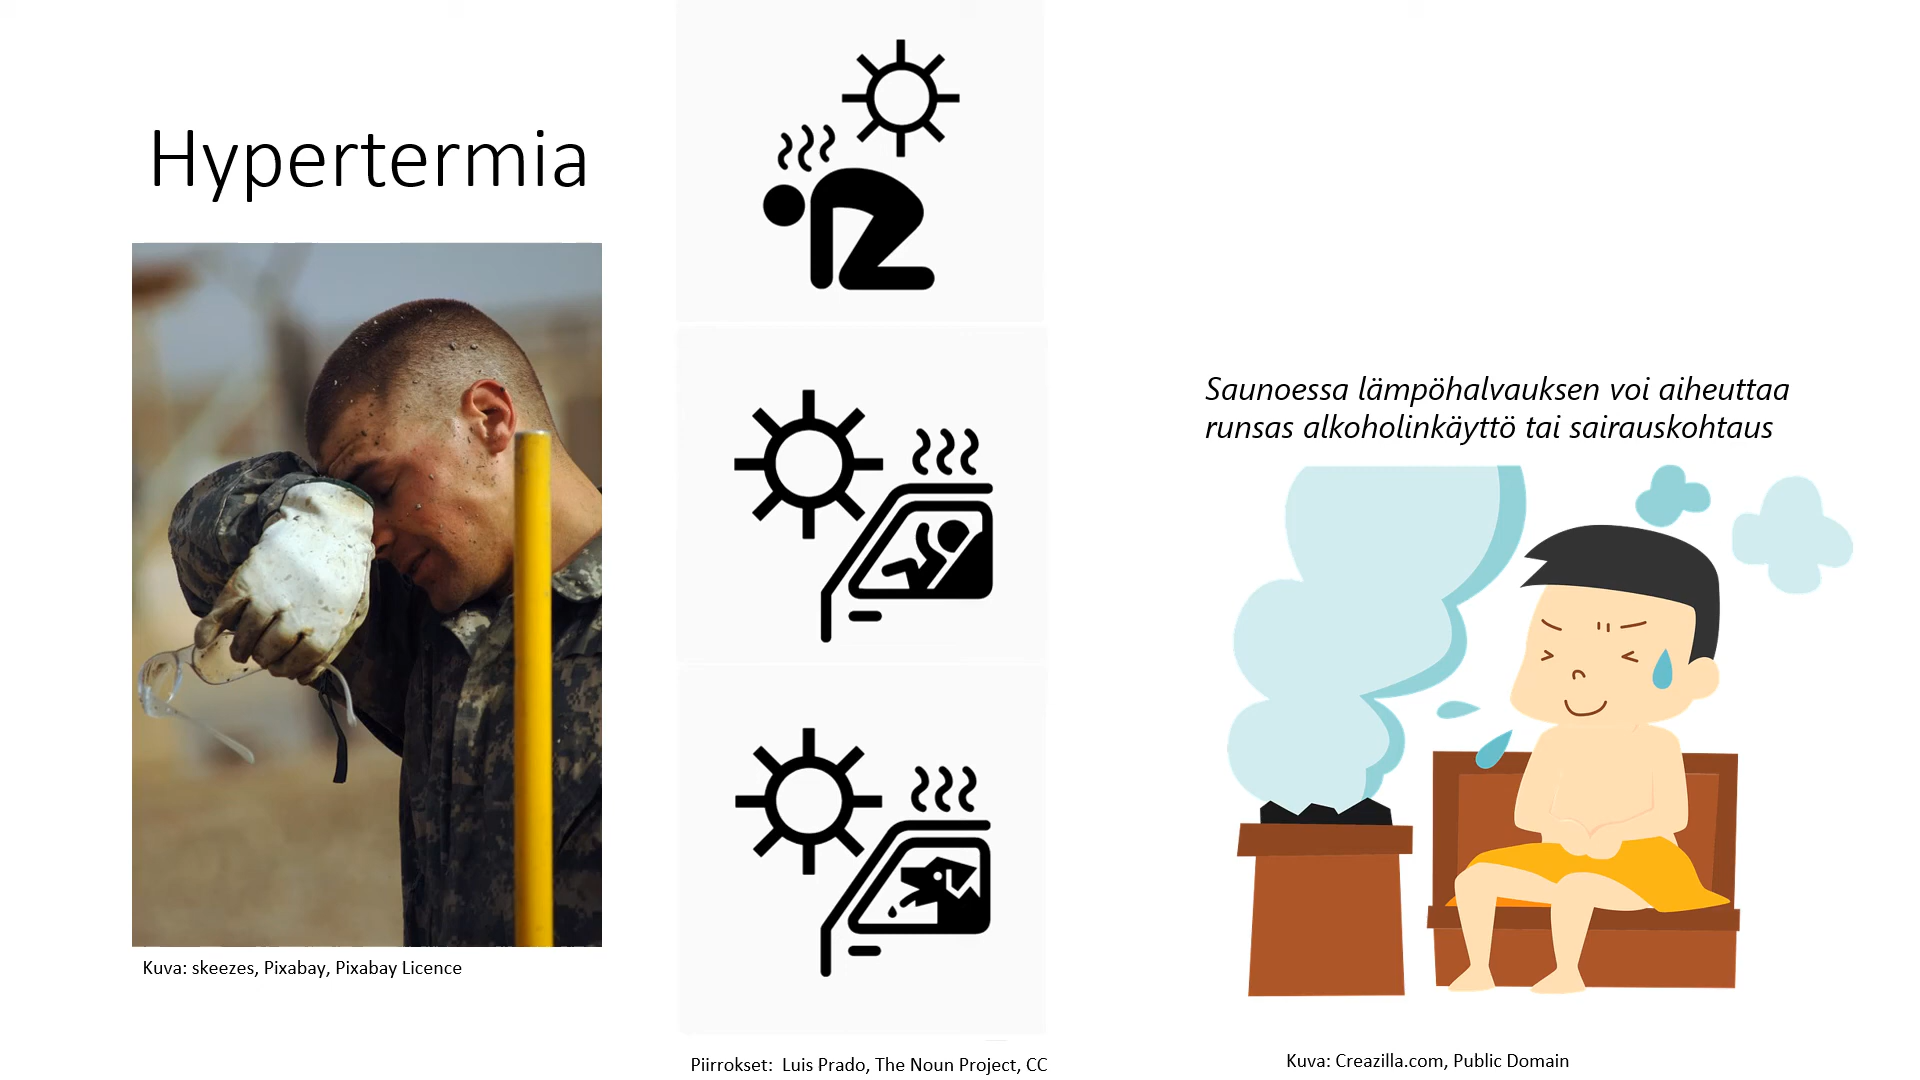 Hypertermia
Kuva: skeezes, Pixabay, Pixabay Licence
Piirrokset:  Luis Prado, The Noun Project, CC
Saunoessa lämpöhalvauksen voi aiheuttaa
runsas alkoholinkäyttö tai sairauskohtaus
Kuva: Creazilla.com, Public Domain